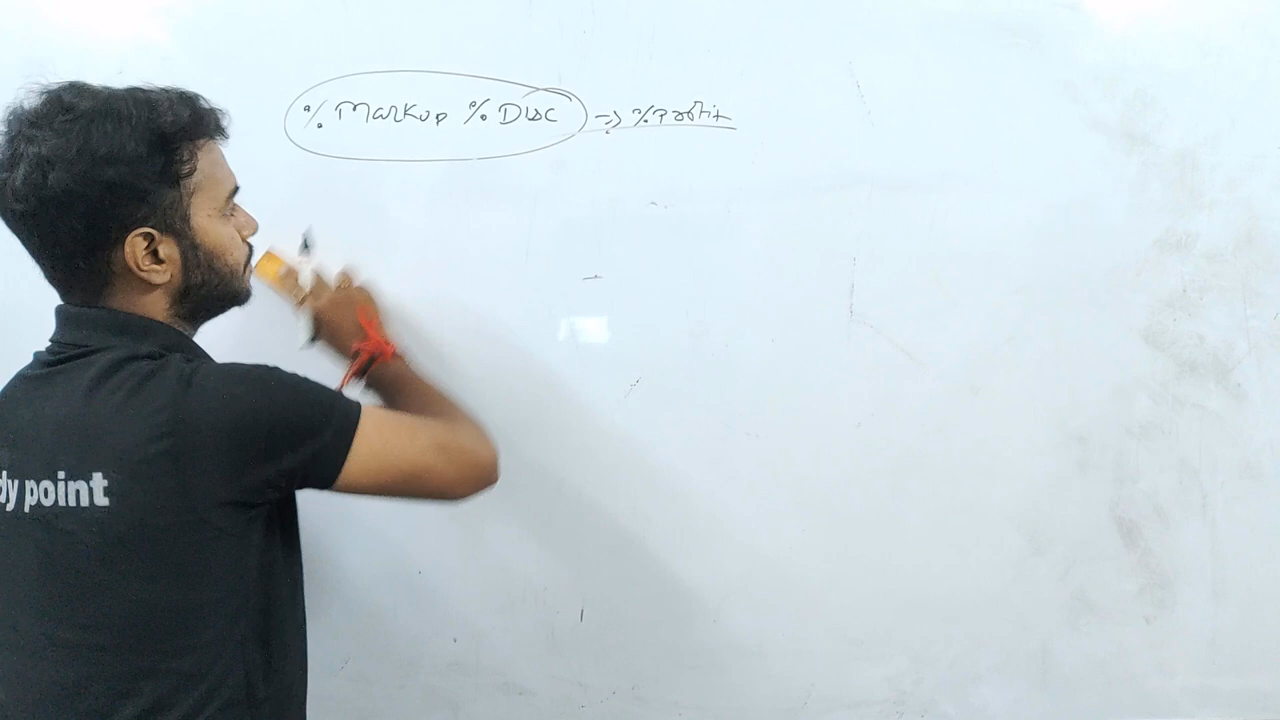 % Markup % Disc => % Profit
dy point